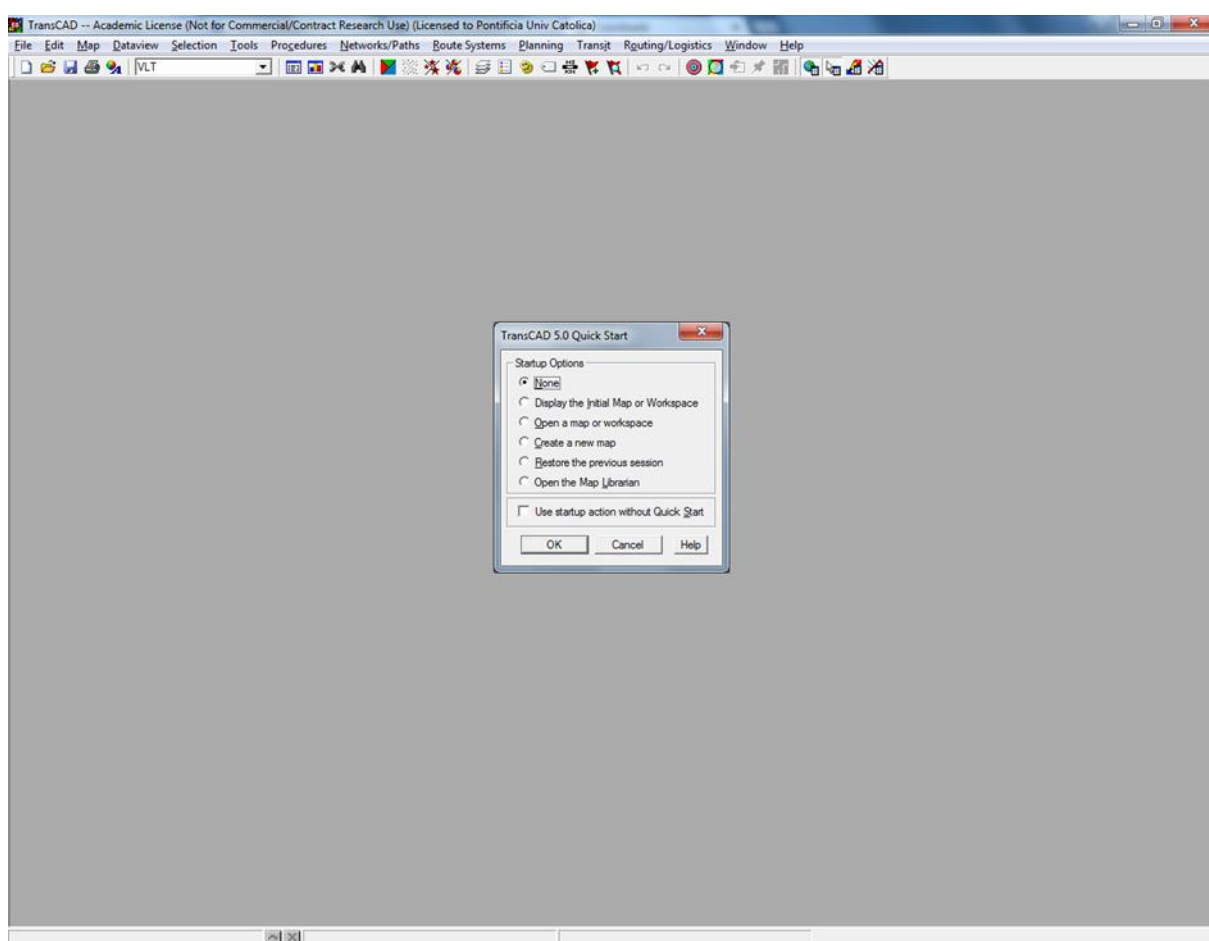 TransCAD -- Academic License (Not for Commercial/Contract Research Use) (Licensed to Pontificia Univ Catolica)
File Edit Map Dataview Selection Tools Procedures Networks/Paths Route Systems Planning Transit Routing/Logistics Window Help
VLT
TransCAD 5.0 Quick Start
Startup Options
None
Display the Initial Map or Workspace
Open a map or workspace
Create a new map
Restore the previous session
Open the Map Librarian
Use startup action without Quick Start
OK Cancel Help